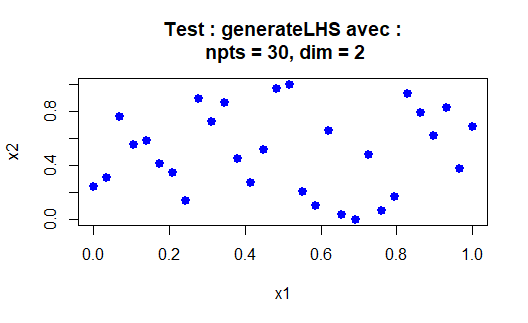 Test : generateLHS avec :
npts = 30, dim = 2
x2
0.8
0.4
0.0
0.0 0.2 0.4 0.6 0.8 1.0
x1